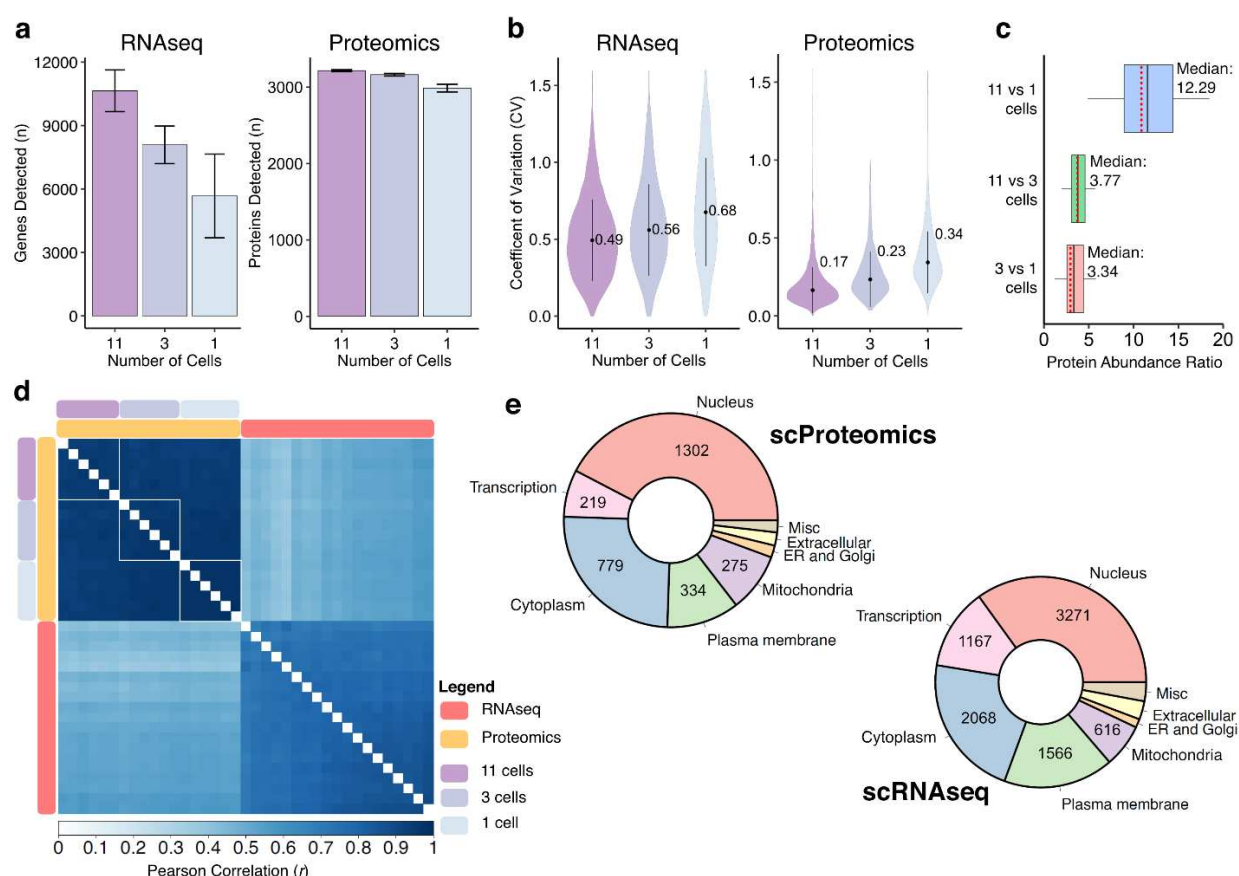 a
RNAseq
Proteomics
Genes Detected (n)
12000
9000
6000
3000
0
11
3
1
Number of Cells
Proteins Detected (n)
3000
2000
1000
0
11
3
1
Number of Cells
b
RNAseq
Proteomics
Coefficent of Variation (CV)
1.5
1.0
0.5
0.0
0.49
0.56
0.68
11
3
1
Number of Cells
1.5
1.0
0.5
0.0
0.17
0.23
0.34
11
3
1
Number of Cells
c
11 vs 1
cells
Median:
12.29
11 vs 3
cells
Median:
3.77
3 vs 1
cells
Median:
3.34
0
5
10
15
20
Protein Abundance Ratio
d
Legend
RNAseq
Proteomics
11 cells
3 cells
1 cell
0
0.1
0.2
0.3
0.4
0.5
0.6
0.7
0.8
0.9
1
Pearson Correlation (r)
e
scProteomics
Nucleus
1302
Transcription
219
Cytoplasm
779
Plasma membrane
334
Mitochondria
275
ER and Golgi
Extracellular
Misc
scRNAseq
Nucleus
3271
Transcription
1167
Cytoplasm
2068
Plasma membrane
1566
Mitochondria
616
ER and Golgi
Extracellular
Misc